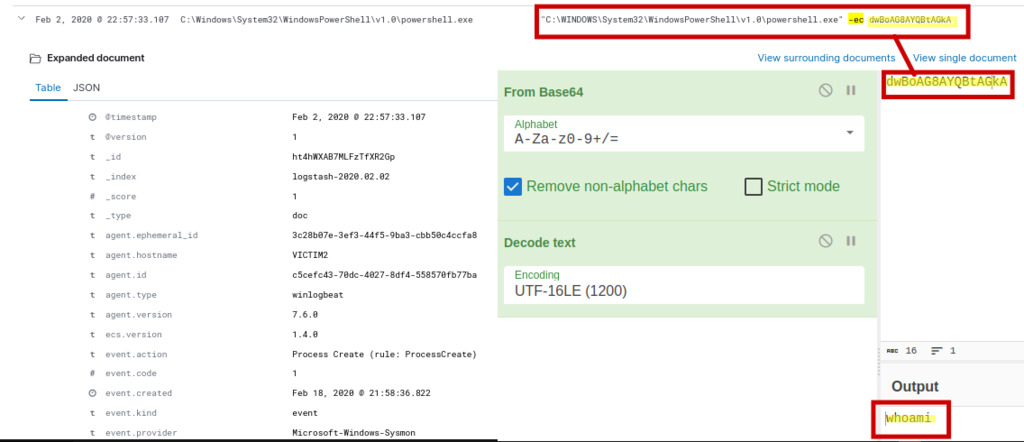 Feb 2, 2020 @ 22:57:33.107 C:\Windows\System32\WindowsPowerShell\v1.0\powershell.exe "C:\WINDOWS\System32\WindowsPowerShell\v1.0\powershell.exe" -ec dwBoAG8AYQBtAGkA
Expanded document
View surrounding documents View single document
Table JSON
@timestamp Feb 2, 2020 @ 22:57:33.107
t @version 1
t _id ht4hWXAB7MLFzTfXR2Gp
t _index logstash-2020.02.02
# _score 1
t _type doc
t agent.ephemeral_id 3c28b07e-3ef3-44f5-9ba3-cbb50c4ccfa8
t agent.hostname VICTIM2
t agent.id c5cefc43-70dc-4027-8df4-558570fb77ba
t agent.type winlogbeat
t agent.version 7.6.0
t ecs.version 1.4.0
t event.action Process Create (rule: ProcessCreate)
# event.code 1
event.created Feb 18, 2020 @ 21:58:36.822
t event.kind event
t event.provider Microsoft-Windows-Sysmon
From Base64
Alphabet
A-Za-z0-9+/=
Remove non-alphabet chars Strict mode
Decode text
Encoding
UTF-16LE (1200)
dwBoAG8AYQBtAGkA
ABC 16 1
Output
whoami